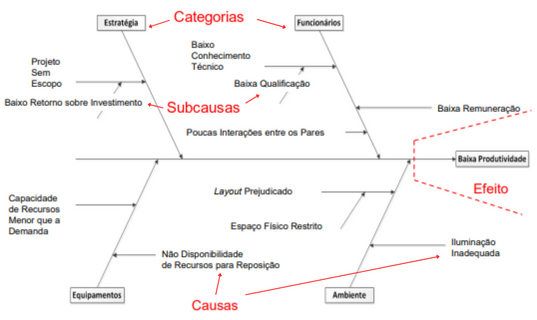 Categorias
Estratégia
Funcionários
Baixo
Conhecimento
Técnico
Projeto
Sem
Escopo
Baixa Qualificação
Baixo Retorno sobre Investimento
Subcausas
Baixa Remuneração
Poucas Interações entre os Pares
Baixa Produtividade
Efeito
Capacidade
de Recursos
Menor que a
Demanda
Layout Prejudicado
Espaço Físico Restrito
Iluminação
Inadequada
Não Disponibilidade
de Recursos para Reposição
Equipamentos
Ambiente
Causas